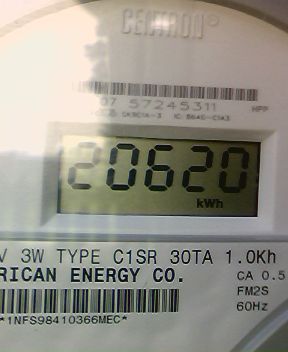 CENTRON®
07 57245311 HPP
20620
kWh
V 3W TYPE C1SR 30TA 1.0Kh
RICAN ENERGY CO.
CA 0.5
FM2S
60Hz
*1NFS98410366MEC*